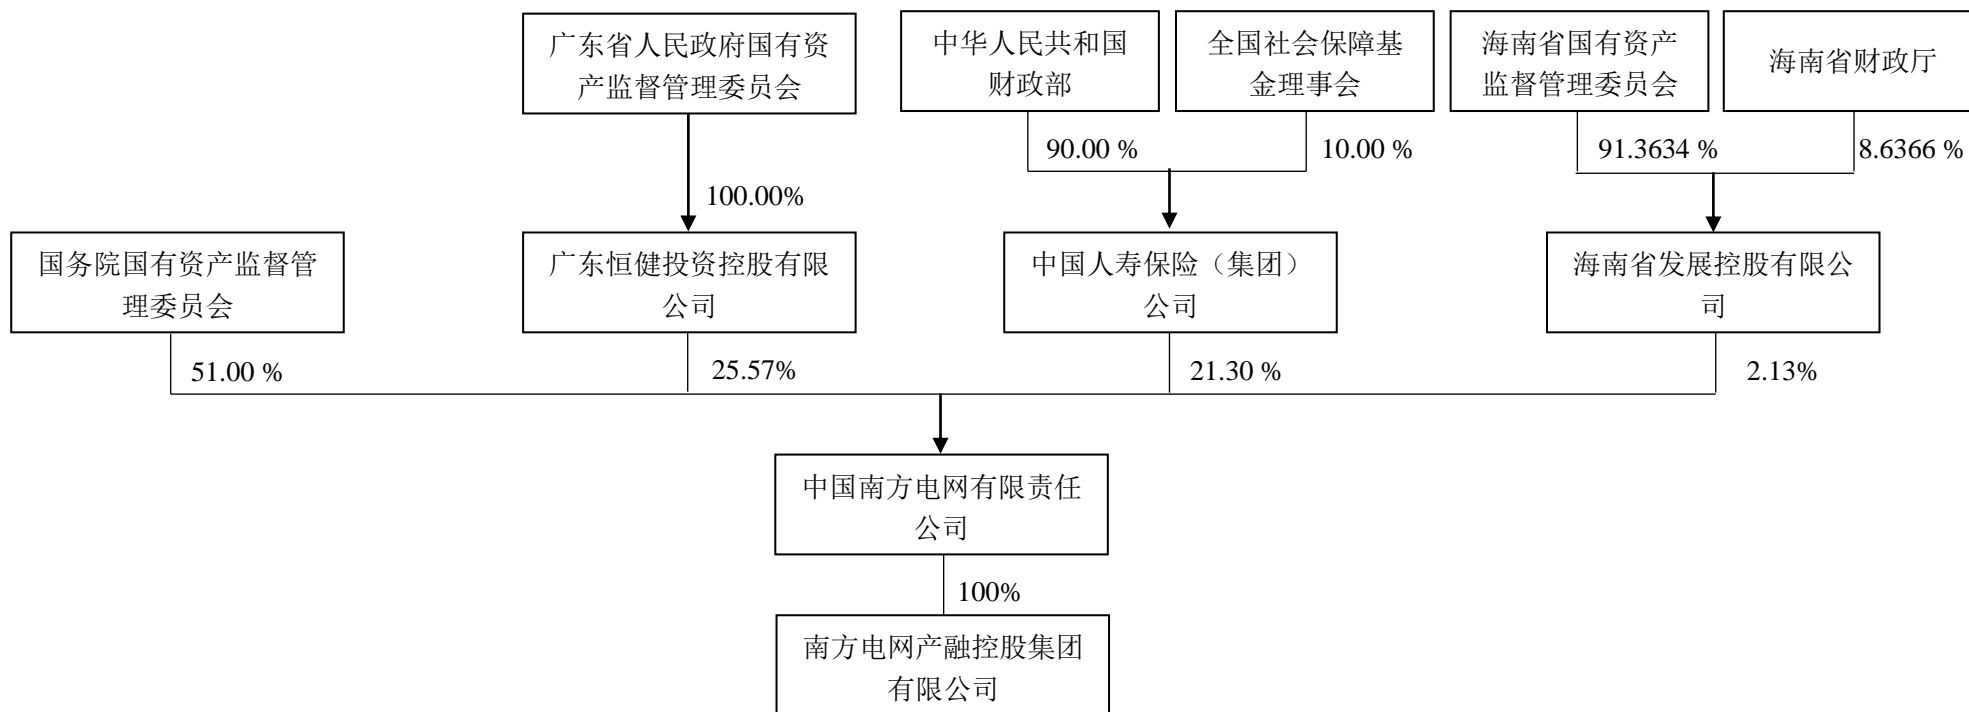 广东省人民政府国有资
产监督管理委员会
中华人民共和国
财政部
全国社会保障基
金理事会
海南省国有资产
监督管理委员会
海南省财政厅
90.00 %
10.00 %
91.3634 %
8.6366 %
100.00%
国务院国有资产监督管
理委员会
广东恒健投资控股有限
公司
中国人寿保险（集团）
公司
海南省发展控股有限公
司
51.00 %
25.57%
21.30 %
2.13%
中国南方电网有限责任
公司
100%
南方电网产融控股集团
有限公司